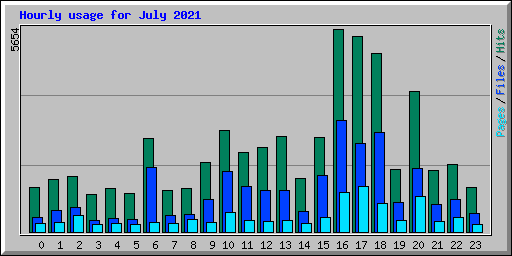 Hourly usage for July 2021
5654
Pages / Files / Hits
0 1 2 3 4 5 6 7 8 9 10 11 12 13 14 15 16 17 18 19 20 21 22 23